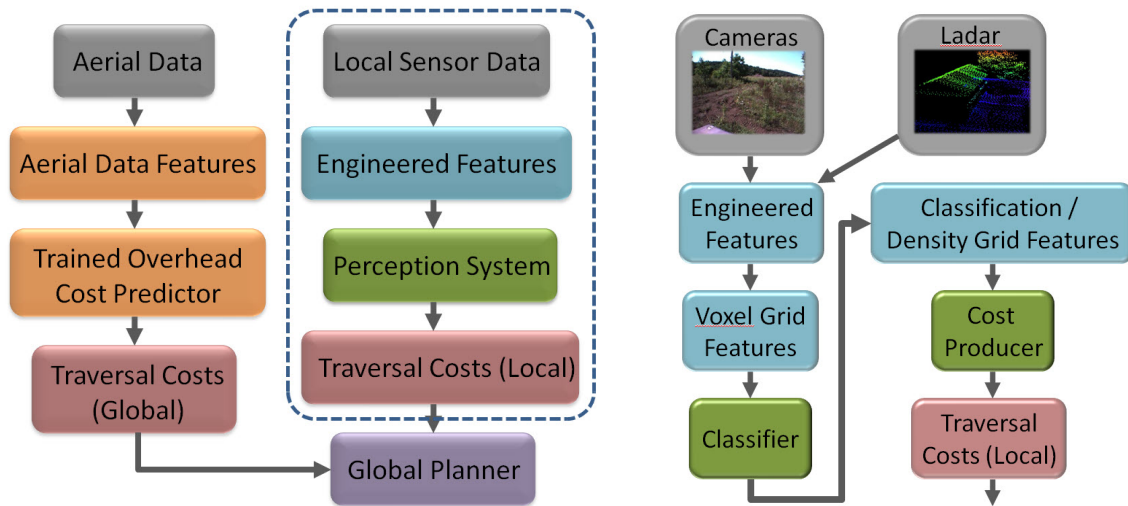 Aerial Data
Aerial Data Features
Trained Overhead
Cost Predictor
Traversal Costs
(Global)
Local Sensor Data
Engineered Features
Perception System
Traversal Costs (Local)
Global Planner
Cameras
Ladar
Engineered
Features
Voxel Grid
Features
Classifier
Classification /
Density Grid Features
Cost
Producer
Traversal
Costs (Local)